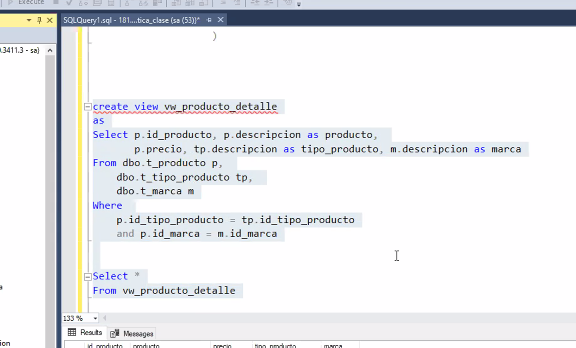 Execute
SQLQuery1.sql - 181....tica_clase (sa (53))*
.3411.3 - sa)
)
create view vw_producto_detalle
as
Select p.id_producto, p.descripcion as producto,
p.precio, tp.descripcion as tipo_producto, m.descripcion as marca
From dbo.t_producto p,
dbo.t_tipo_producto tp,
dbo.t_marca m
Where
p.id_tipo_producto = tp.id_tipo_producto
and p.id_marca = m.id_marca
Select *
From vw_producto_detalle
133 %
Results Messages
id_producto producto precio tipo_producto marca